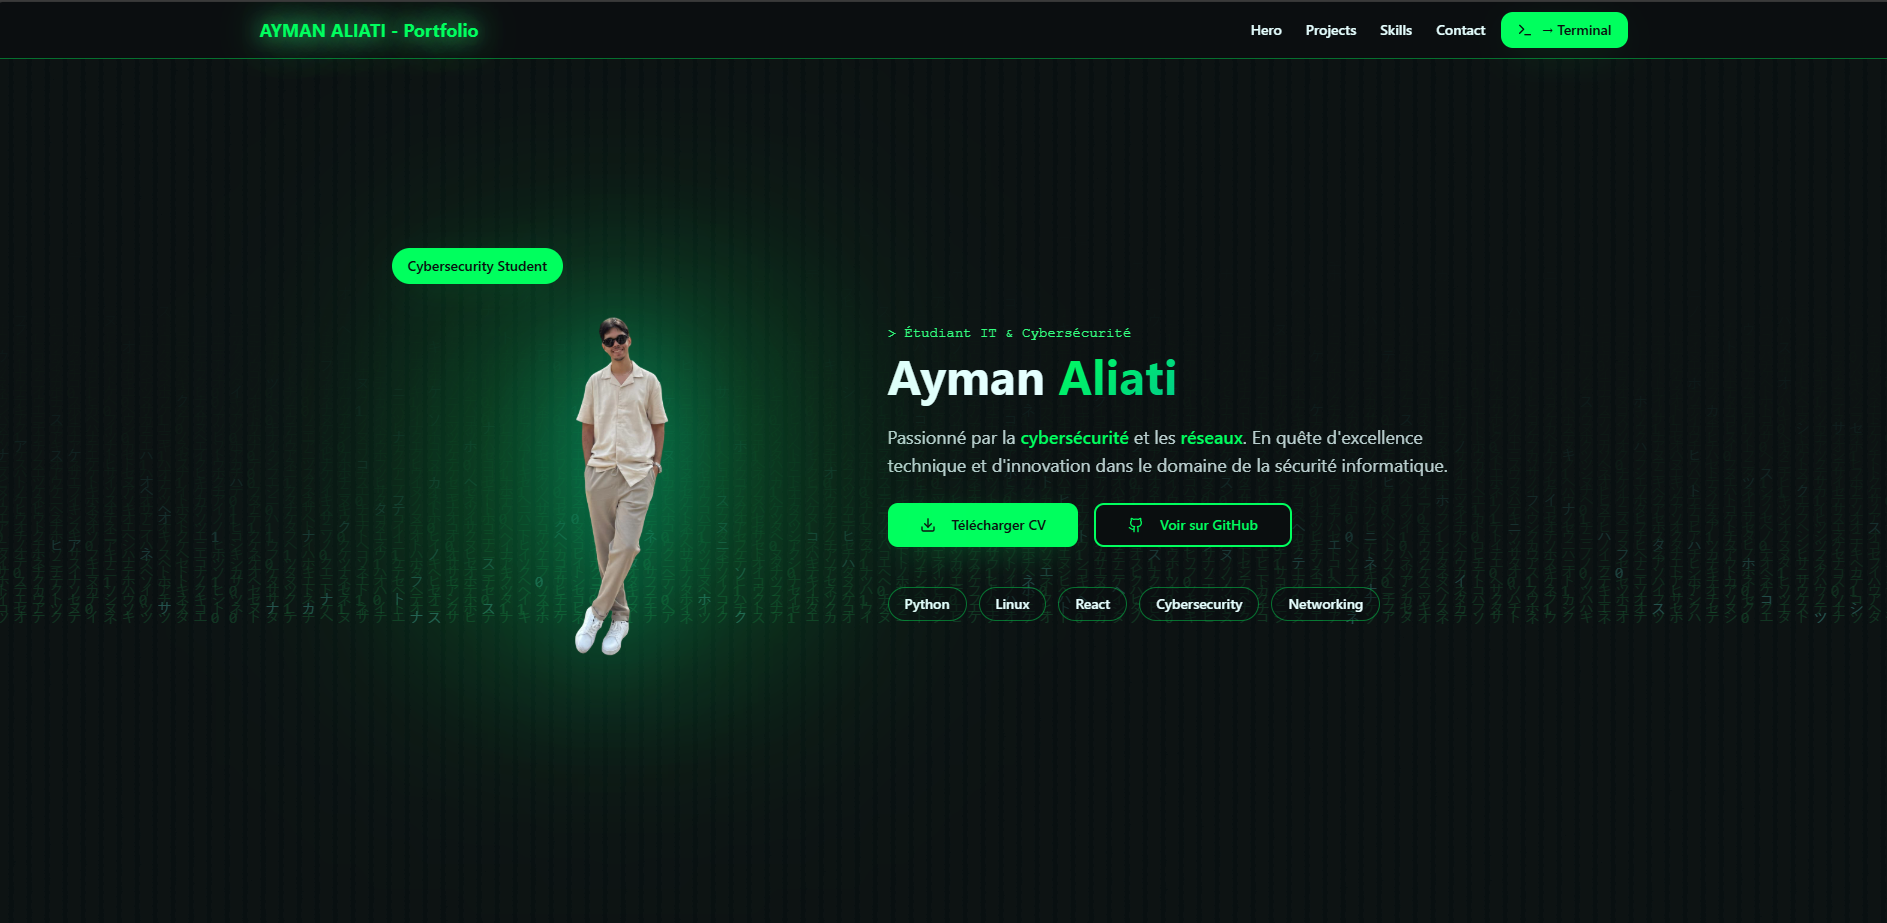 AYMAN ALIATI - Portfolio
Hero
Projects
Skills
Contact
→ Terminal
Cybersecurity Student
> Étudiant IT & Cybersécurité
Ayman Aliati
Passionné par la cybersécurité et les réseaux. En quête d'excellence
technique et d'innovation dans le domaine de la sécurité informatique.
Télécharger CV
Voir sur GitHub
Python
Linux
React
Cybersecurity
Networking